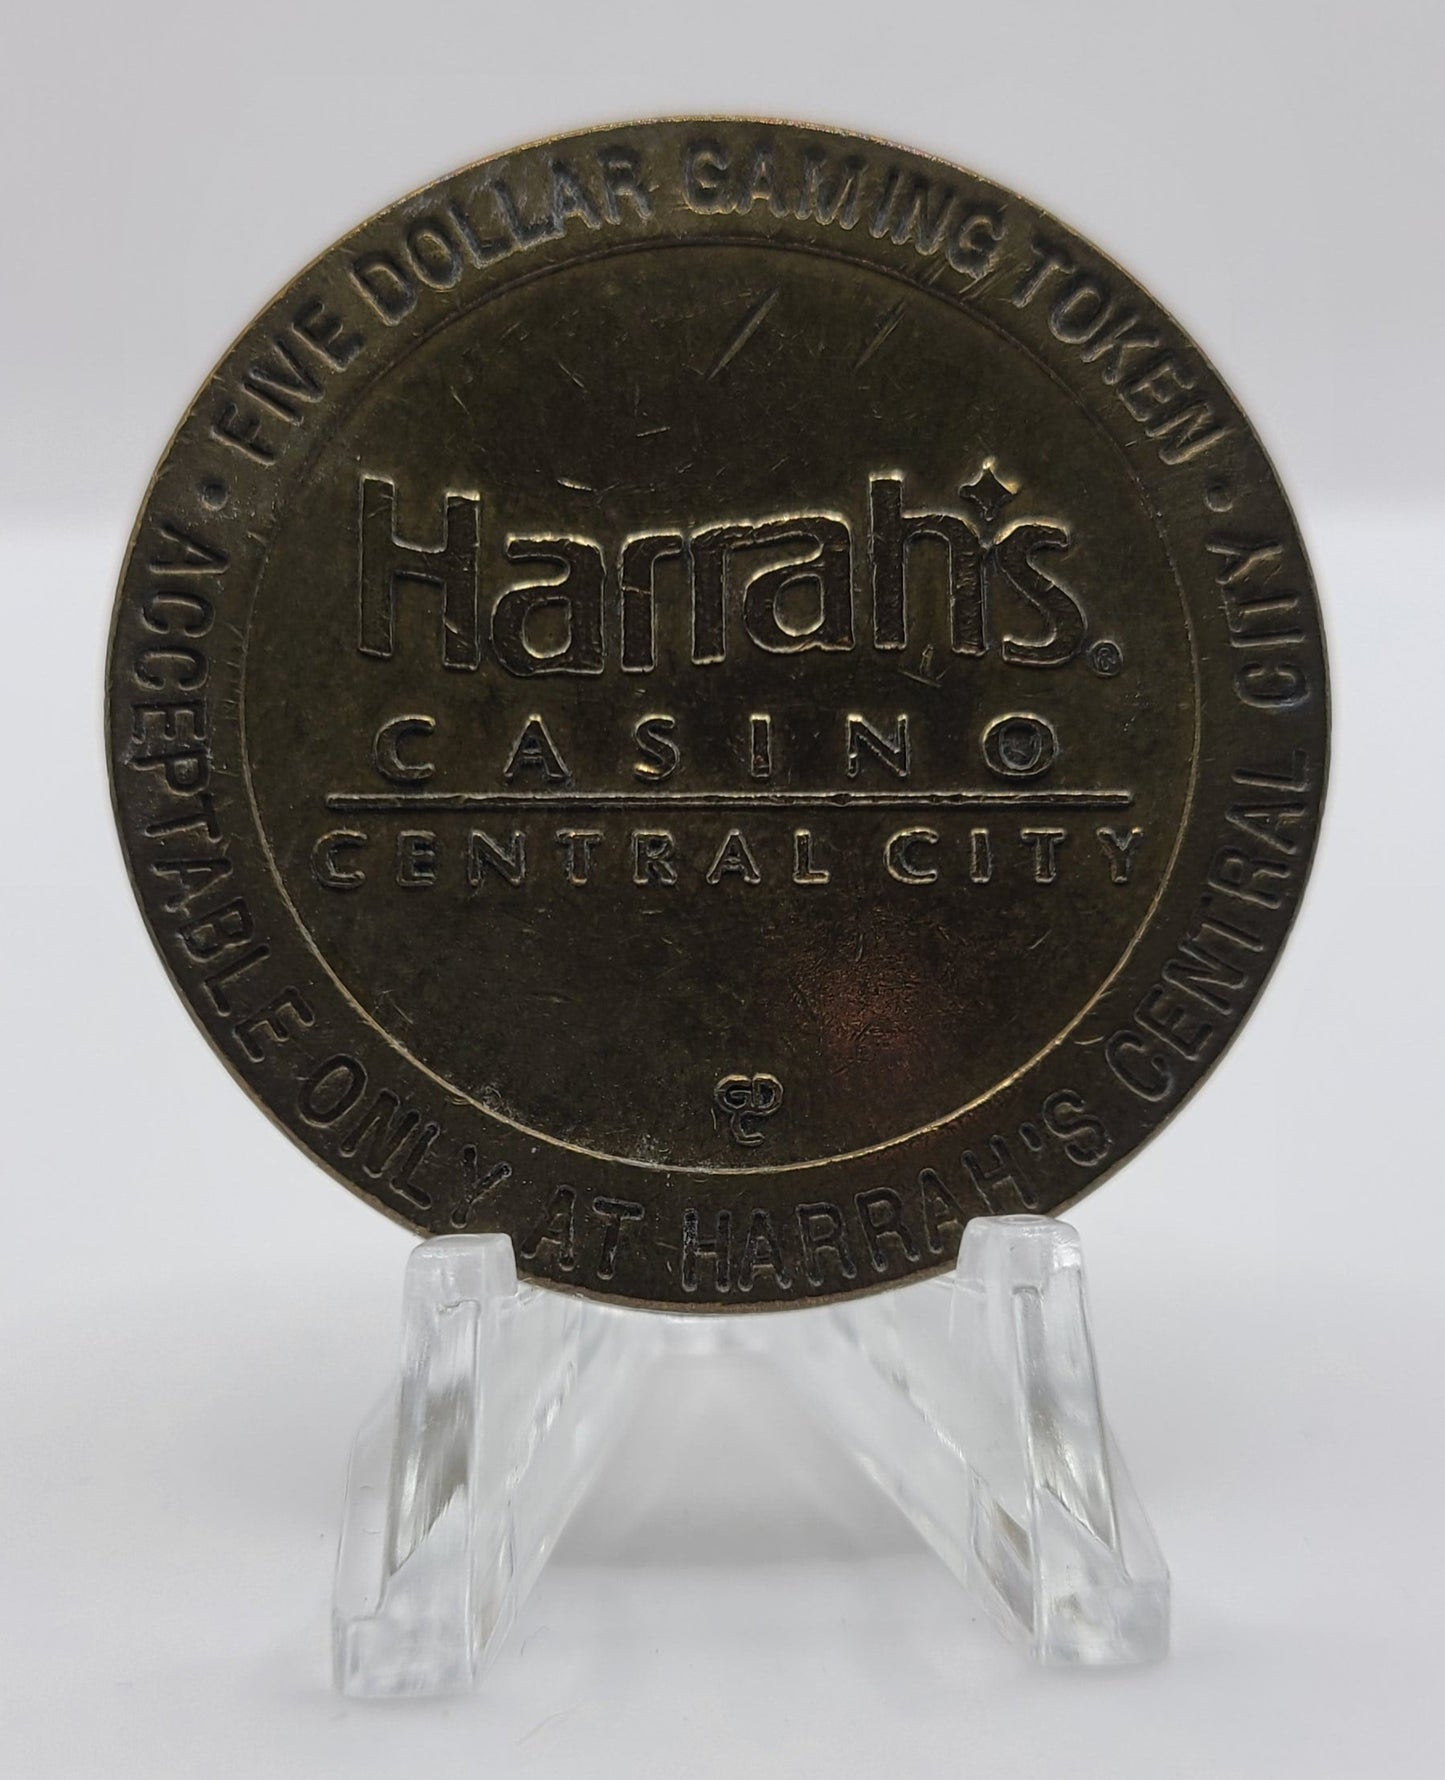 • FIVE DOLLAR GAMING TOKEN •
Harrah's®
CASINO
CENTRAL CITY
GDC
ACCEPTABLE ONLY AT HARRAH'S CENTRAL CITY